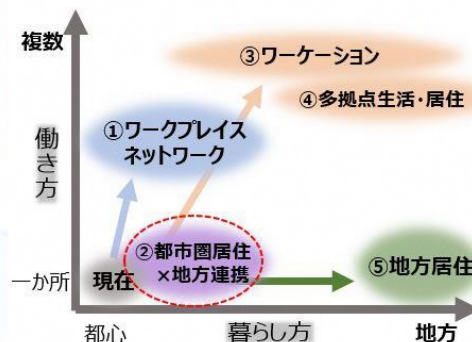 複数
③ワーケーション
④多拠点生活・居住
①ワークプレイス
ネットワーク
働き方
②都市圏居住
×地方連携
⑤地方居住
一か所
現在
都心
暮らし方
地方